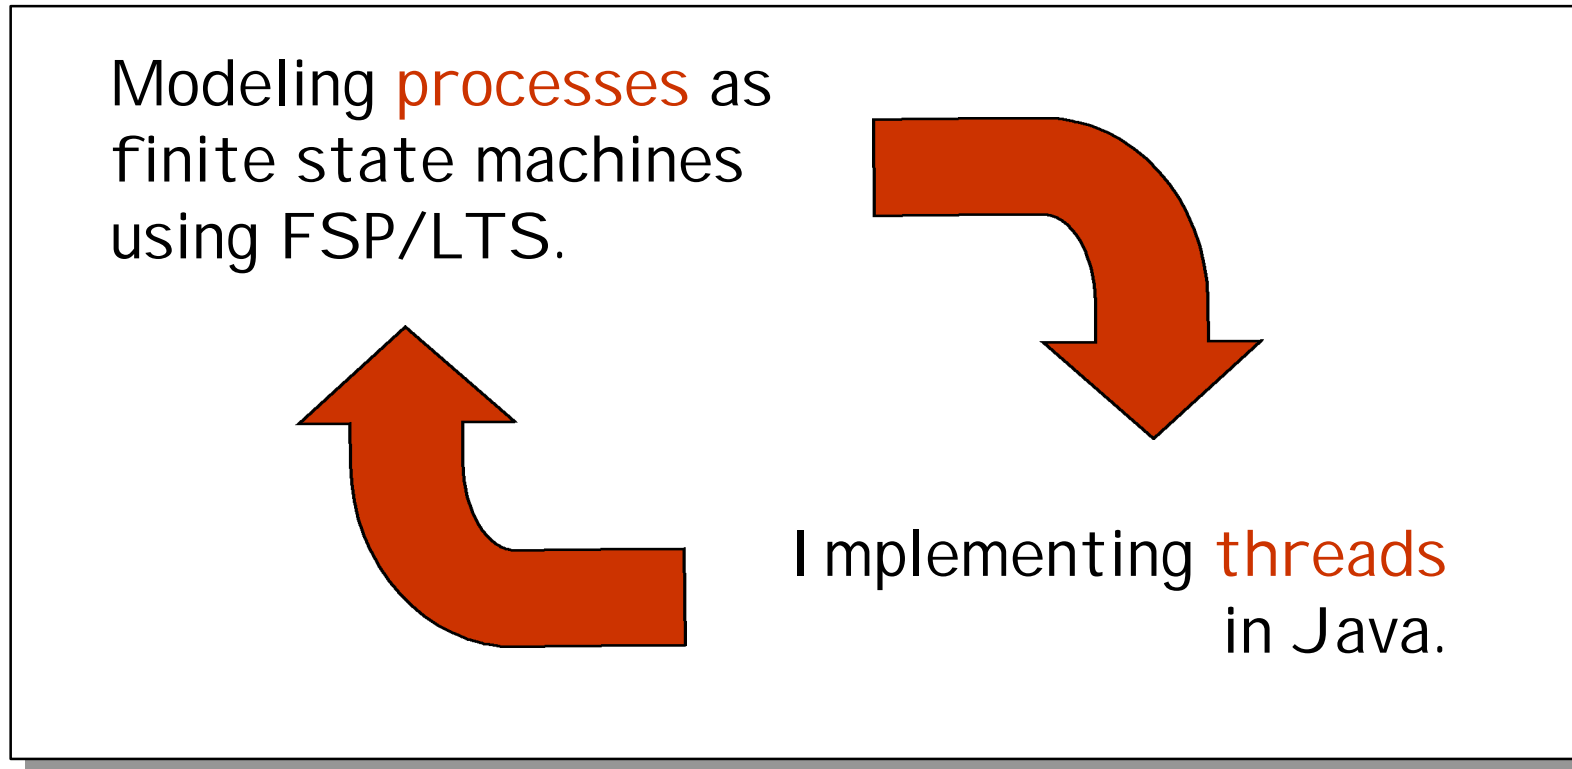 Modeling processes as
finite state machines
using FSP/LTS.
Implementing threads
in Java.